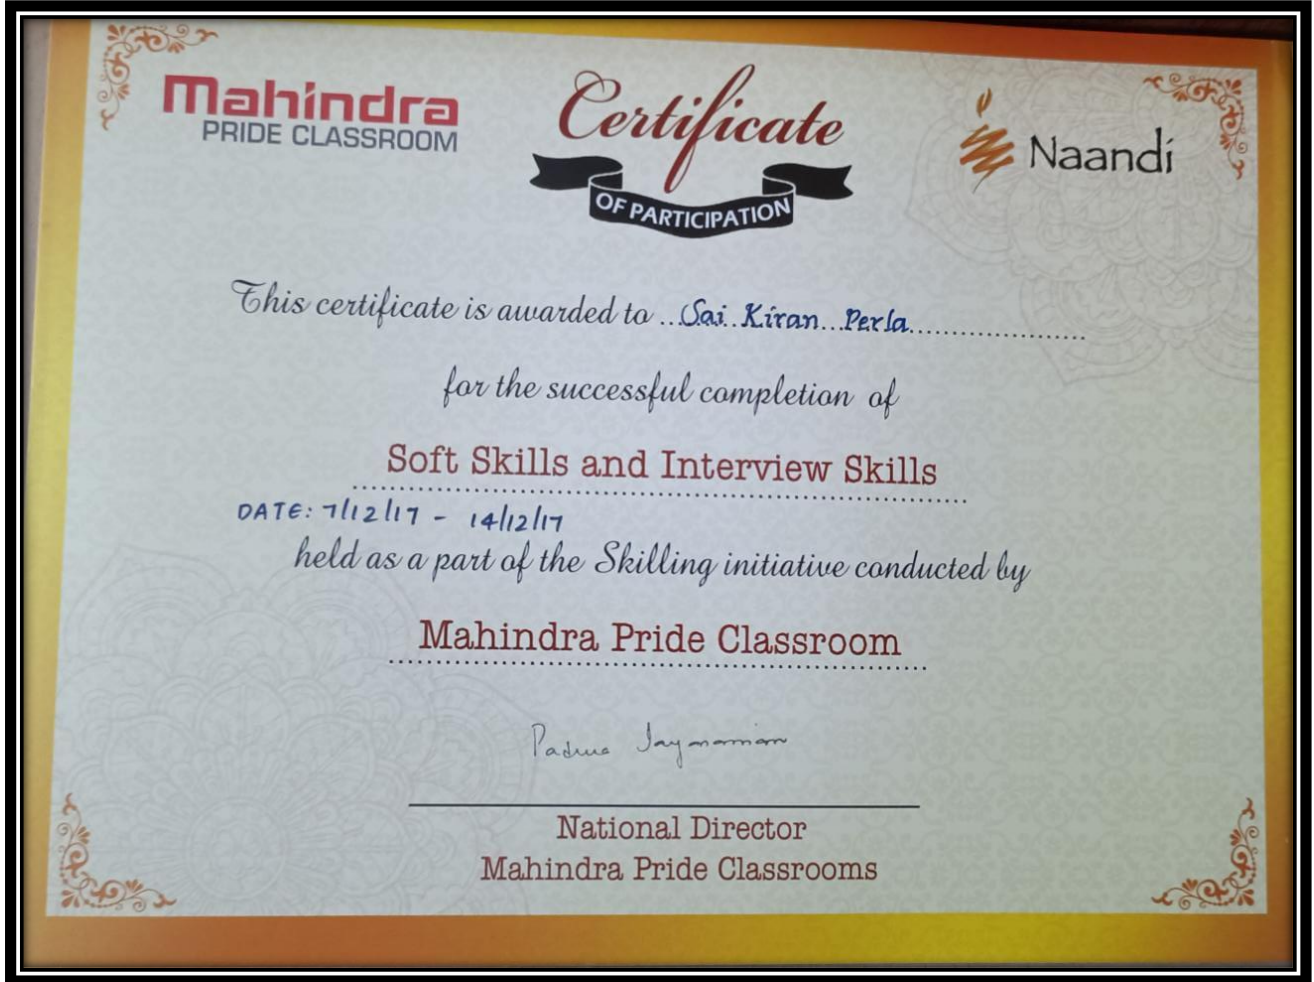 Mahindra
PRIDE CLASSROOM
Certificate
OF PARTICIPATION
Naandi
This certificate is awarded to ...Sai..Kiran...Perla..........................
for the successful completion of
Soft Skills and Interview Skills
DATE: 7/12/17 - 14/12/17
held as a part of the Skilling initiative conducted by
Mahindra Pride Classroom
Padma
National Director
Mahindra Pride Classrooms